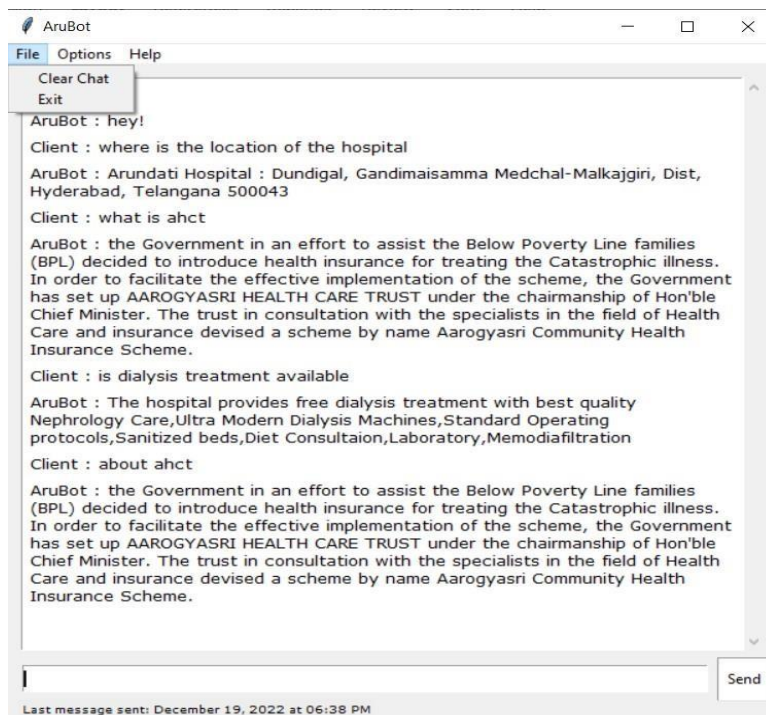 AruBot
File Options Help
Clear Chat
Exit
AruBot : hey!
Client : where is the location of the hospital
AruBot : Arundati Hospital : Dundigal, Gandimaisamma Medchal-Malkajgiri, Dist,
Hyderabad, Telangana 500043
Client : what is ahct
AruBot : the Government in an effort to assist the Below Poverty Line families
(BPL) decided to introduce health insurance for treating the Catastrophic illness.
In order to facilitate the effective implementation of the scheme, the Government
has set up AAROGYASRI HEALTH CARE TRUST under the chairmanship of Hon'ble
Chief Minister. The trust in consultation with the specialists in the field of Health
Care and insurance devised a scheme by name Aarogyasri Community Health
Insurance Scheme.
Client : is dialysis treatment available
AruBot : The hospital provides free dialysis treatment with best quality
Nephrology Care,Ultra Modern Dialysis Machines,Standard Operating
protocols,Sanitized beds,Diet Consultaion,Laboratory,Memodiafiltration
Client : about ahct
AruBot : the Government in an effort to assist the Below Poverty Line families
(BPL) decided to introduce health insurance for treating the Catastrophic illness.
In order to facilitate the effective implementation of the scheme, the Government
has set up AAROGYASRI HEALTH CARE TRUST under the chairmanship of Hon'ble
Chief Minister. The trust in consultation with the specialists in the field of Health
Care and insurance devised a scheme by name Aarogyasri Community Health
Insurance Scheme.
Send
Last message sent: December 19, 2022 at 06:38 PM